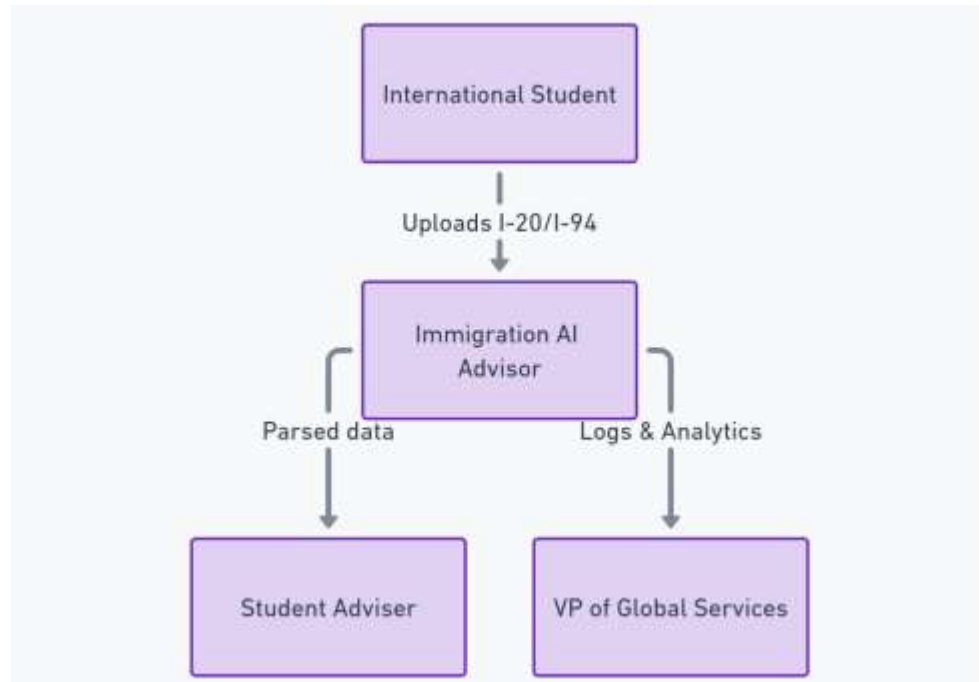 International Student
Uploads I-20/I-94
Immigration AI
Advisor
Parsed data
Logs & Analytics
Student Adviser
VP of Global Services